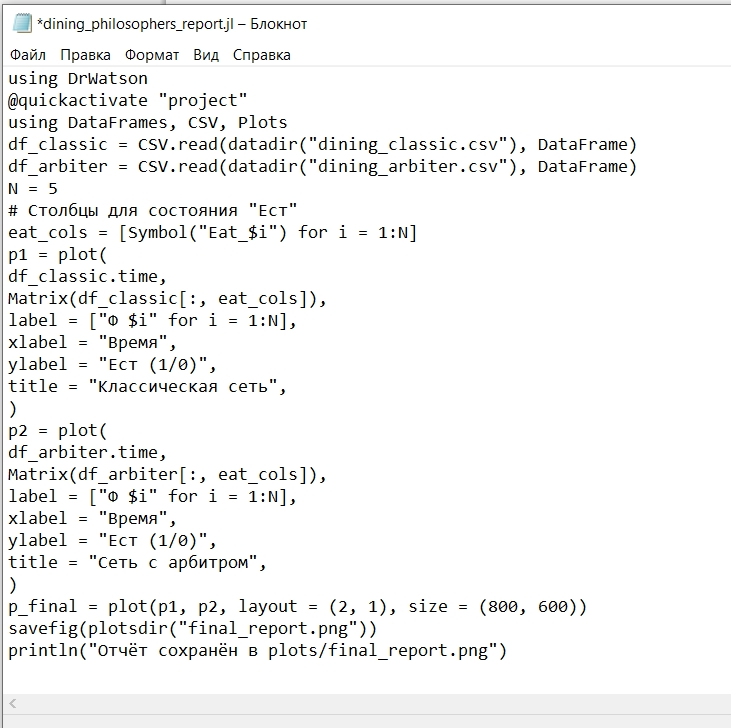 *dining_philosophers_report.jl – Блокнот
Файл Правка Формат Вид Справка
using DrWatson
@quickactivate "project"
using DataFrames, CSV, Plots
df_classic = CSV.read(datadir("dining_classic.csv"), DataFrame)
df_arbiter = CSV.read(datadir("dining_arbiter.csv"), DataFrame)
N = 5
# Столбцы для состояния "Ест"
eat_cols = [Symbol("Eat_$i") for i = 1:N]
p1 = plot(
df_classic.time,
Matrix(df_classic[:, eat_cols]),
label = ["Ф $i" for i = 1:N],
xlabel = "Время",
ylabel = "Ест (1/0)",
title = "Классическая сеть",
)
p2 = plot(
df_arbiter.time,
Matrix(df_arbiter[:, eat_cols]),
label = ["Ф $i" for i = 1:N],
xlabel = "Время",
ylabel = "Ест (1/0)",
title = "Сеть с арбитром",
)
p_final = plot(p1, p2, layout = (2, 1), size = (800, 600))
savefig(plotsdir("final_report.png"))
println("Отчёт сохранён в plots/final_report.png")